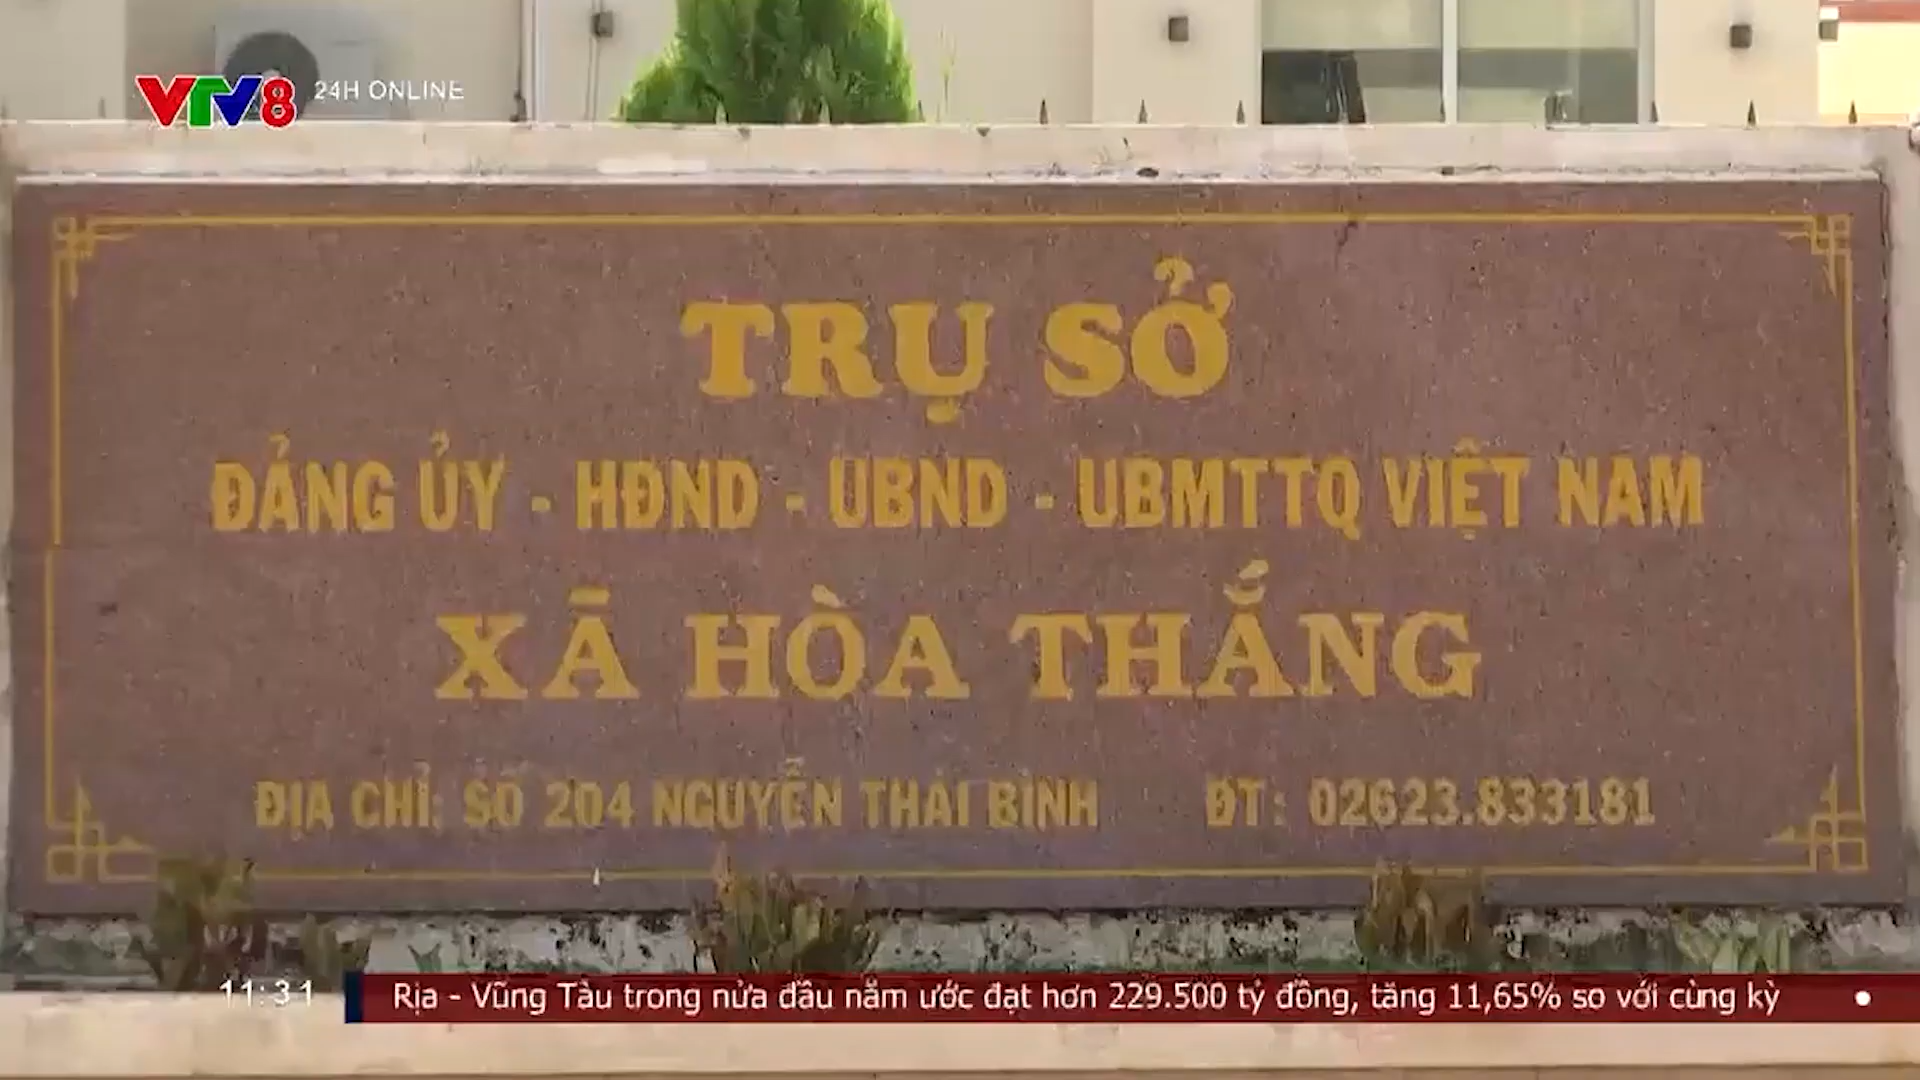 VTV8 24H ONLINE
TRỤ SỞ
ĐẢNG ỦY - HĐND - UBND - UBMTTQ VIỆT NAM
XÃ HÒA THẮNG
ĐỊA CHỈ: SỐ 204 NGUYỄN THÁI BÌNH ĐT: 02623.833181
11:31 Rịa - Vũng Tàu trong nửa đầu năm ước đạt hơn 229.500 tỷ đồng, tăng 11,65% so với cùng kỳ